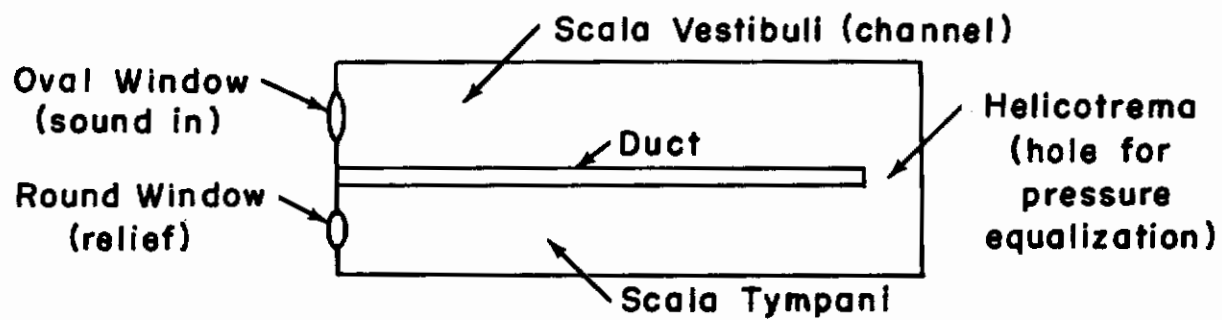 Scala Vestibuli (channel)
Oval Window
(sound in)
Helicotrema
(hole for
pressure
equalization)
Duct
Round Window
(relief)
Scala Tympani